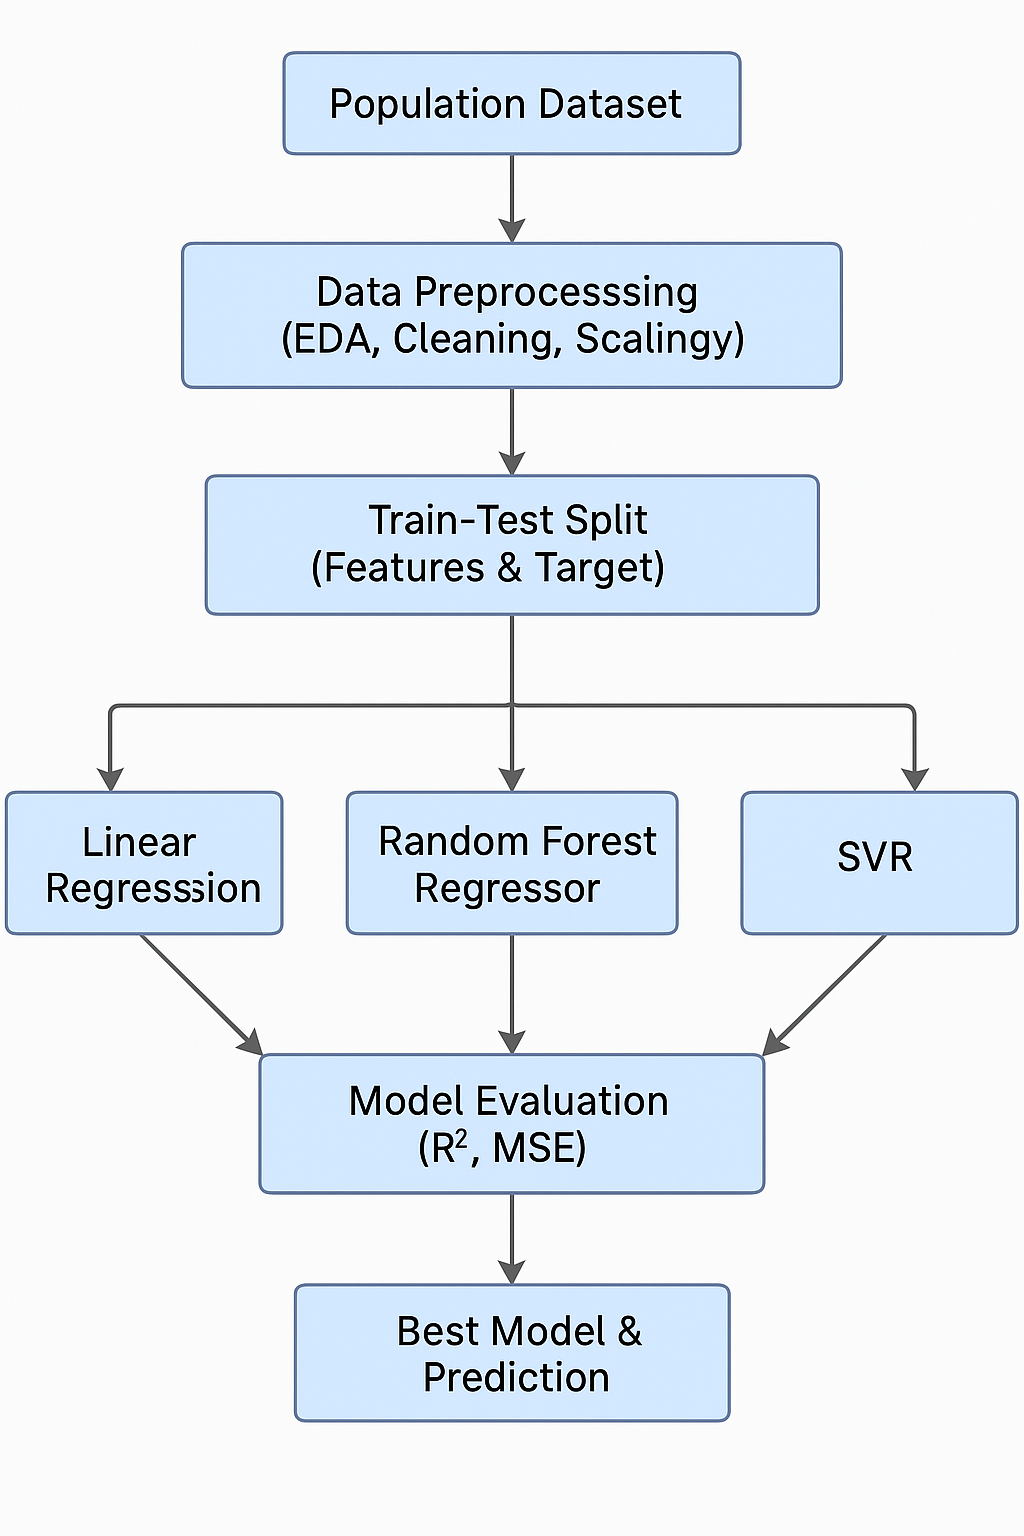 Population Dataset
Data Preprocesssing
(EDA, Cleaning, Scalingy)
Train-Test Split
(Features & Target)
Linear
Regresssion
Random Forest
Regressor
SVR
Model Evaluation
(R², MSE)
Best Model &
Prediction